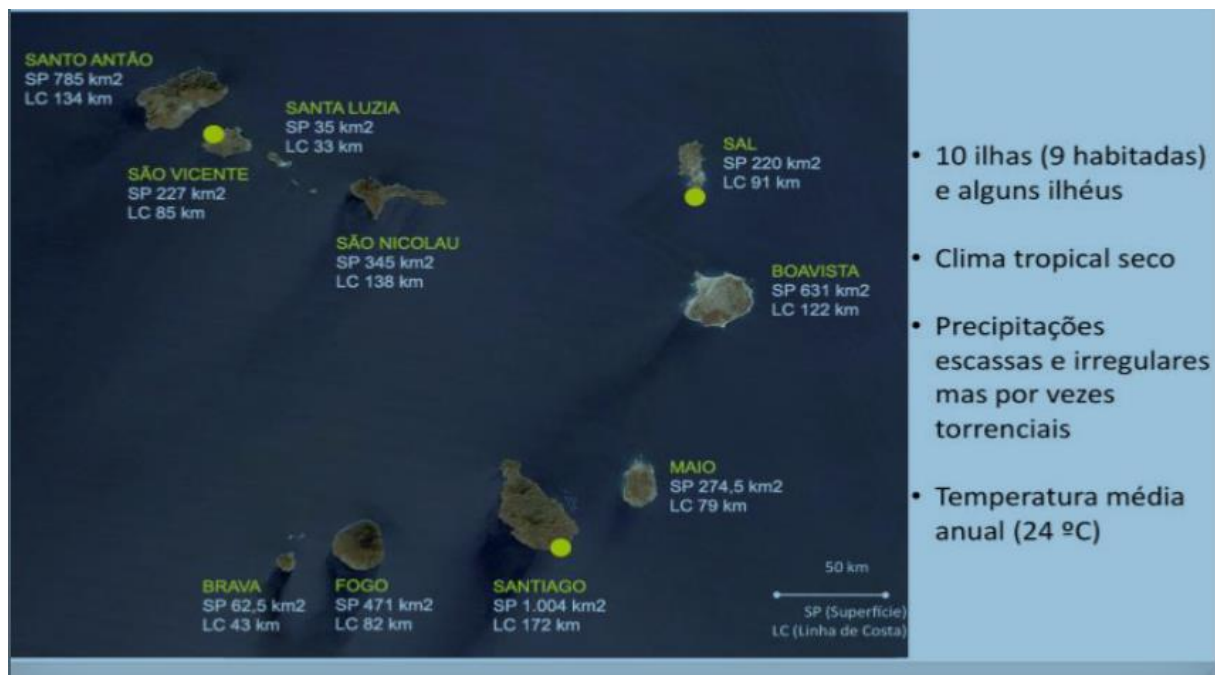 SANTO ANTÃO
SP 785 km2
LC 134 km
SANTA LUZIA
SP 35 km2
LC 33 km
SÃO VICENTE
SP 227 km2
LC 85 km
SÃO NICOLAU
SP 345 km2
LC 138 km
SAL
SP 220 km2
LC 91 km
BOAVISTA
SP 631 km2
LC 122 km
MAIO
SP 274,5 km2
LC 79 km
BRAVA
SP 62,5 km2
LC 43 km
FOGO
SP 471 km2
LC 82 km
SANTIAGO
SP 1.004 km2
LC 172 km
50 km
SP (Superfície)
LC (Linha de Costa)
• 10 ilhas (9 habitadas)
e alguns ilhéus
• Clima tropical seco
• Precipitações
escassas e irregulares
mas por vezes
torrenciais
• Temperatura média
anual (24 ºC)